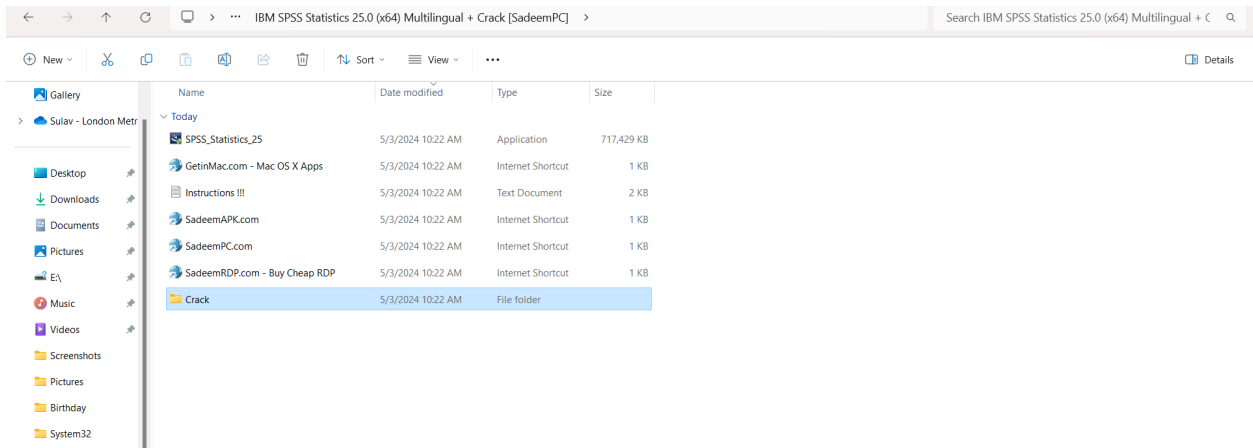 IBM SPSS Statistics 25.0 (x64) Multilingual + Crack [SadeemPC]
Search IBM SPSS Statistics 25.0 (x64) Multilingual + C
New
Sort
View
Details
Name Date modified Type Size
Gallery
Sulav - London Metr
Today
SPSS_Statistics_25 5/3/2024 10:22 AM Application 717,429 KB
GetinMac.com - Mac OS X Apps 5/3/2024 10:22 AM Internet Shortcut 1 KB
Instructions !!! 5/3/2024 10:22 AM Text Document 2 KB
SadeemAPK.com 5/3/2024 10:22 AM Internet Shortcut 1 KB
SadeemPC.com 5/3/2024 10:22 AM Internet Shortcut 1 KB
SadeemRDP.com - Buy Cheap RDP 5/3/2024 10:22 AM Internet Shortcut 1 KB
Crack 5/3/2024 10:22 AM File folder
Desktop
Downloads
Documents
Pictures
E:\
Music
Videos
Screenshots
Pictures
Birthday
System32